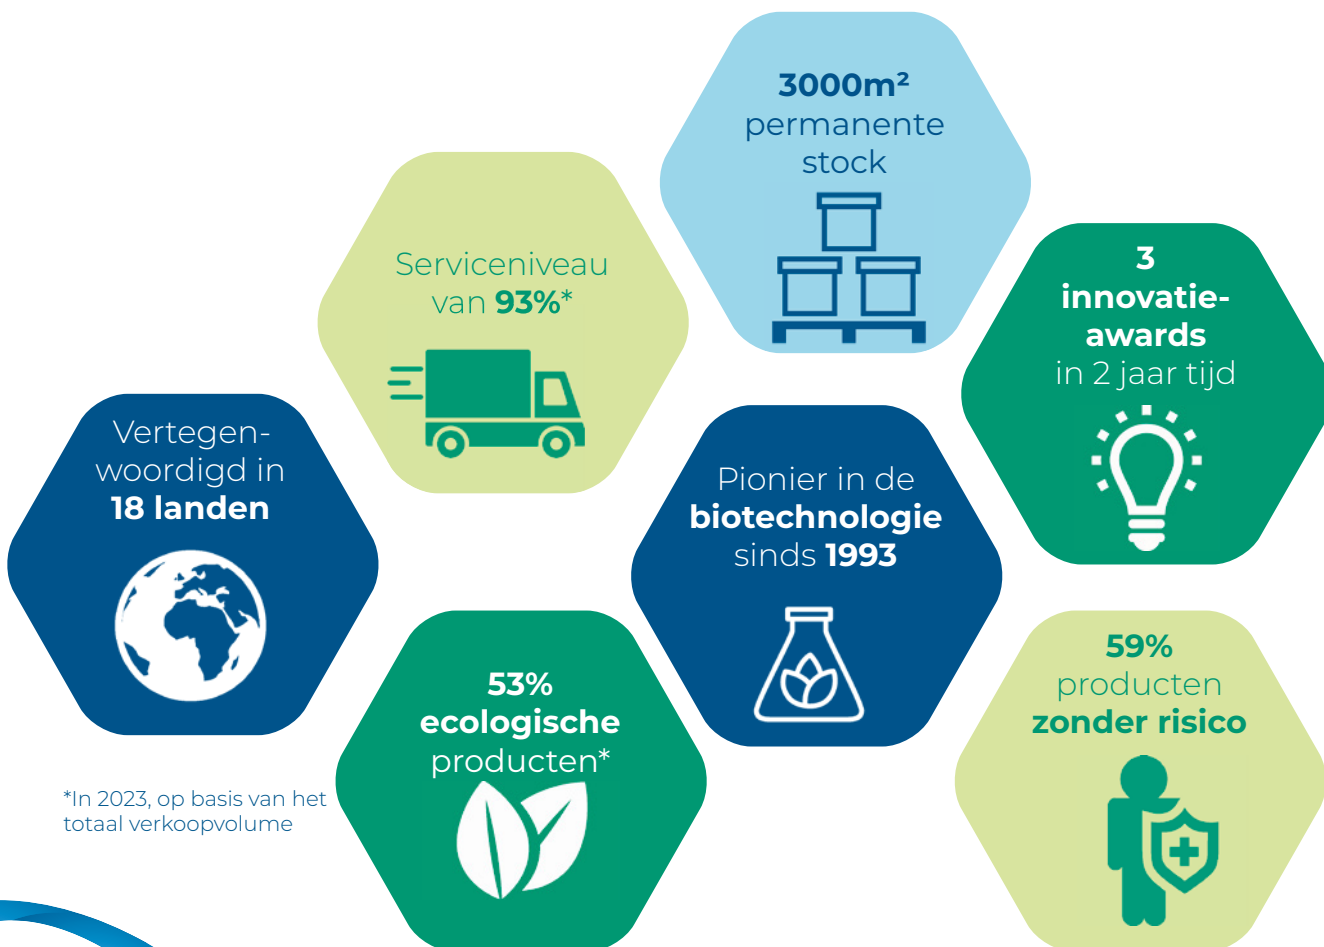 3000m²
permanente
stock
Serviceniveau
van 93%*
3
innovatie-
awards
in 2 jaar tijd
Vertegen-
woordigd in
18 landen
Pionier in de
biotechnologie
sinds 1993
53%
ecologische
producten*
59%
producten
zonder risico
*In 2023, op basis van het
totaal verkoopvolume